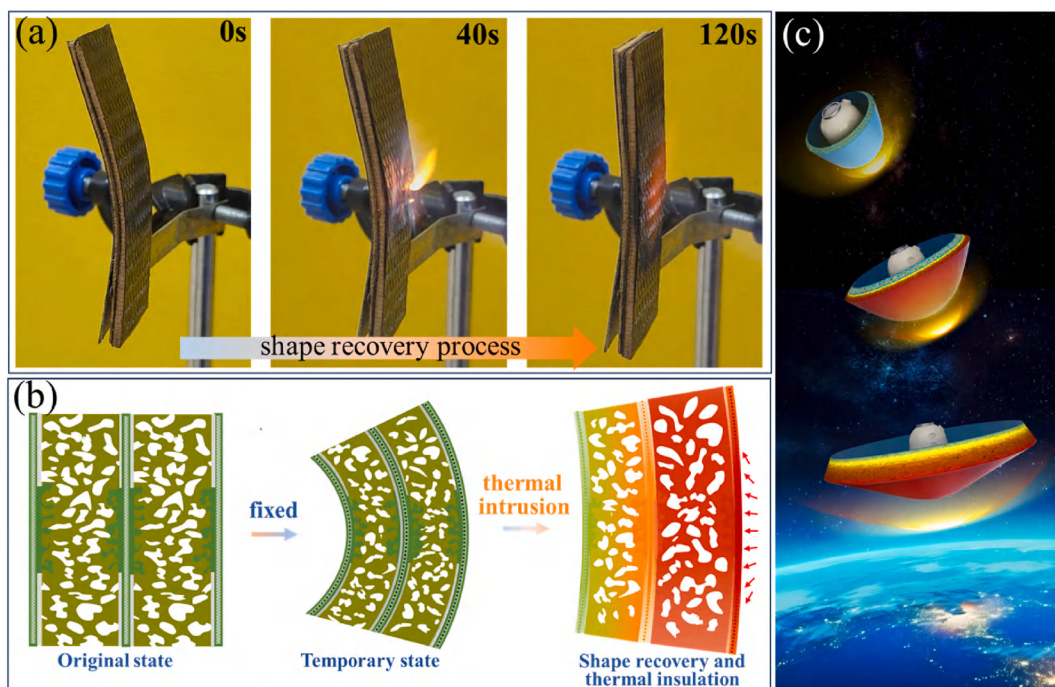 (a)
0s
40s
120s
shape recovery process
(b)
fixed
thermal
intrusion
Original state
Temporary state
Shape recovery and
thermal insulation
(c)